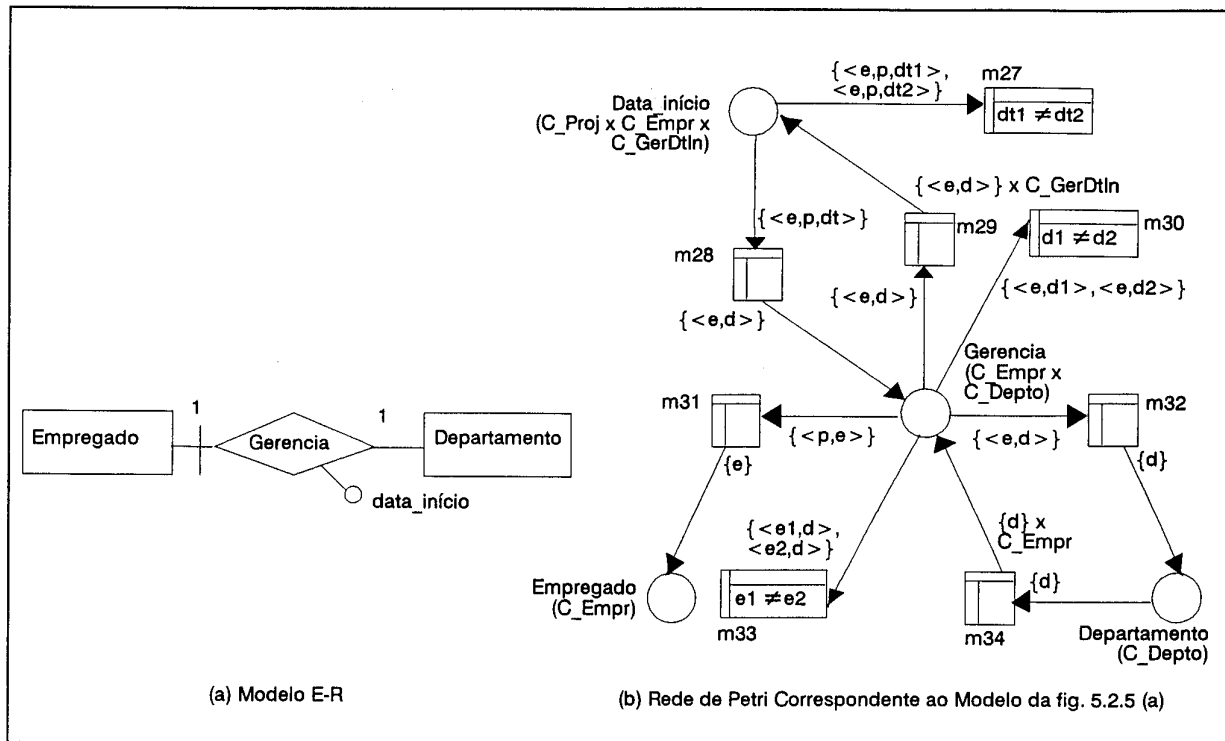 1
1
Empregado
Gerencia
Departamento
data_início
(a) Modelo E-R
{<e,p,dt1>,
<e,p,dt2>}
m27
dt1 ≠dt2
Data_início
(C_Proj x C_Empr x
C_GerDtIn)
{<e,d>} x C_GerDtIn
{<e,p,dt>}
m29
d1 ≠d2
m30
m28
{<e,d>}
{<e,d1>,<e,d2>}
{<e,d>}
Gerencia
(C_Empr x
C_Depto)
m31
m32
{<p,e>}
{<e,d>}
{e}
{d}
{<e1,d>,
<e2,d>}
{d} x
C_Empr
Empregado
(C_Empr)
e1 ≠e2
{d}
m33
m34
Departamento
(C_Depto)
(b) Rede de Petri Correspondente ao Modelo da fig. 5.2.5 (a)